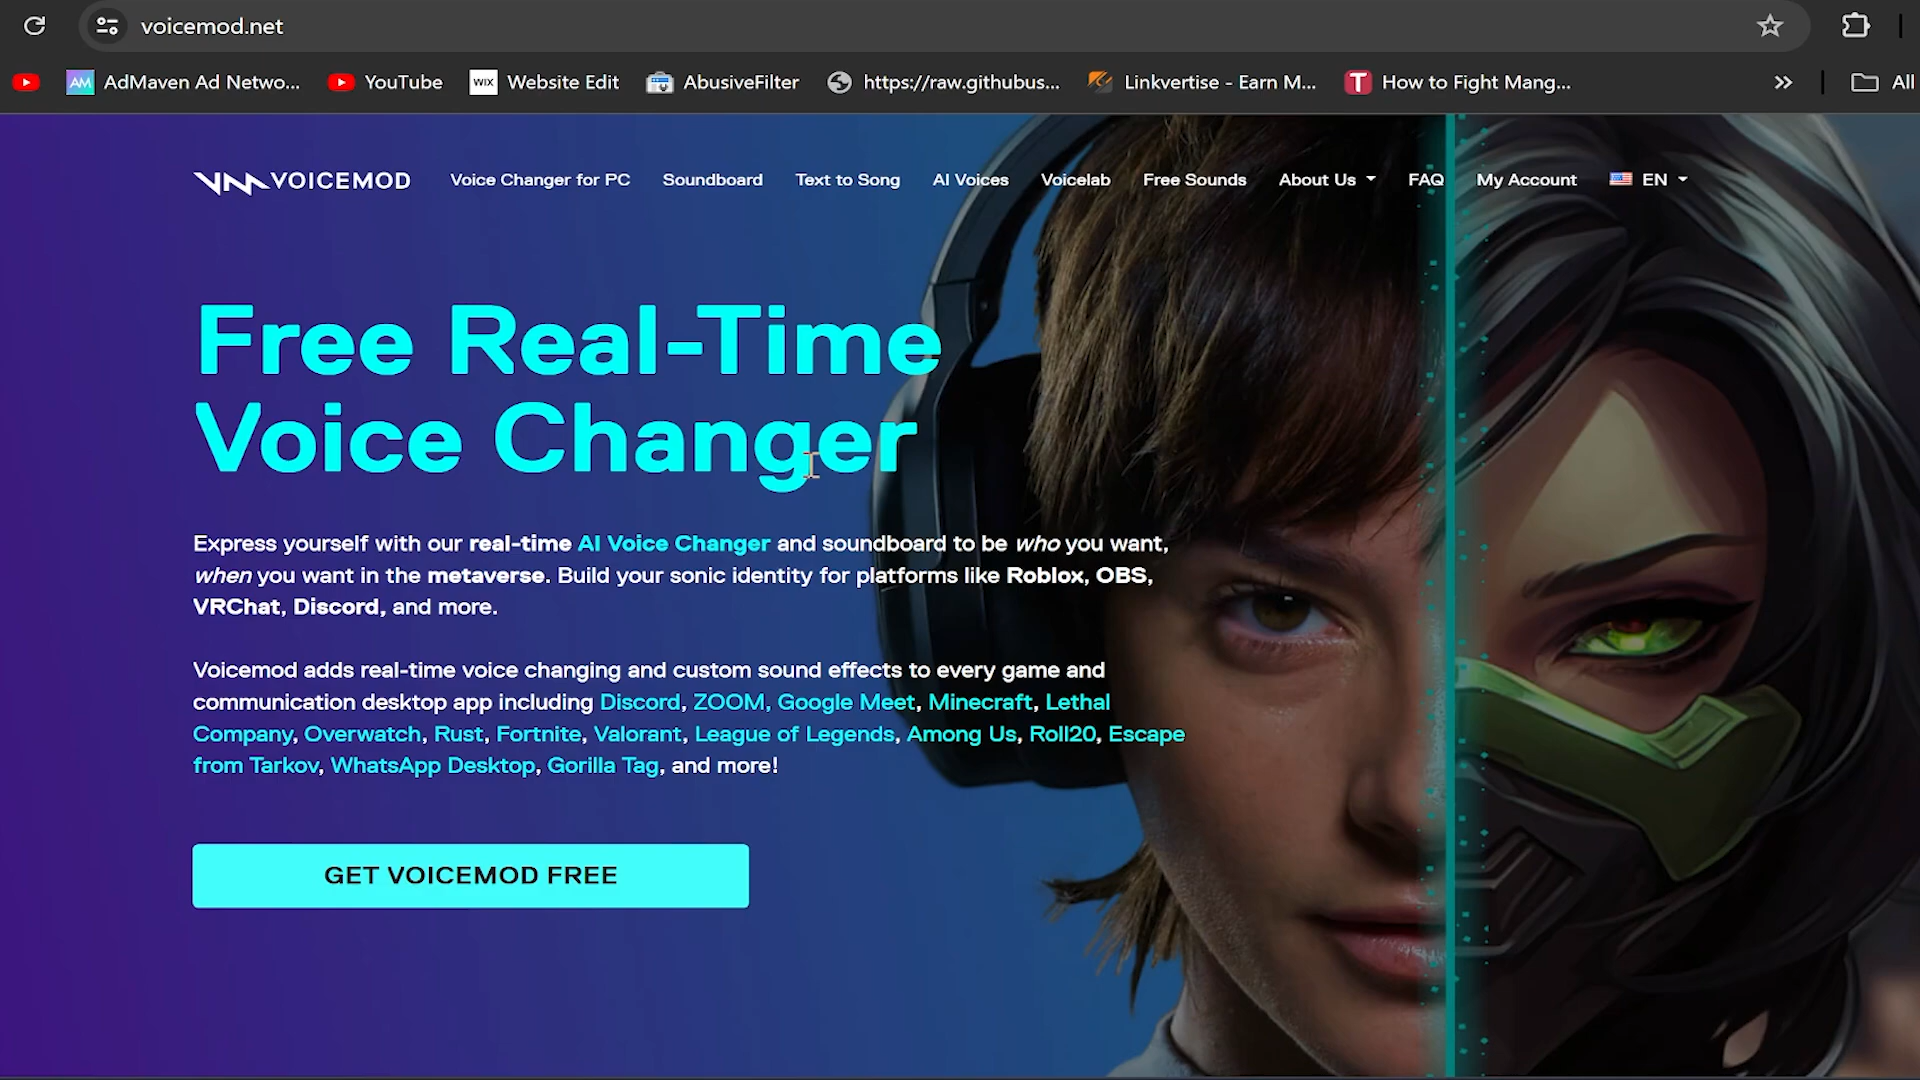 voicemod.net
AM AdMaven Ad Netwo... YouTube WIX Website Edit AbusiveFilter https://raw.githubus... Linkvertise - Earn M... T How to Fight Mang... All
VOICEMOD Voice Changer for PC Soundboard Text to Song AI Voices Voicelab Free Sounds About Us FAQ My Account EN
Free Real-Time
Voice Changer
Express yourself with our real-time AI Voice Changer and soundboard to be who you want,
when you want in the metaverse. Build your sonic identity for platforms like Roblox, OBS,
VRChat, Discord, and more.
Voicemod adds real-time voice changing and custom sound effects to every game and
communication desktop app including Discord, ZOOM, Google Meet, Minecraft, Lethal
Company, Overwatch, Rust, Fortnite, Valorant, League of Legends, Among Us, Roll20, Escape
from Tarkov, WhatsApp Desktop, Gorilla Tag, and more!
GET VOICEMOD FREE